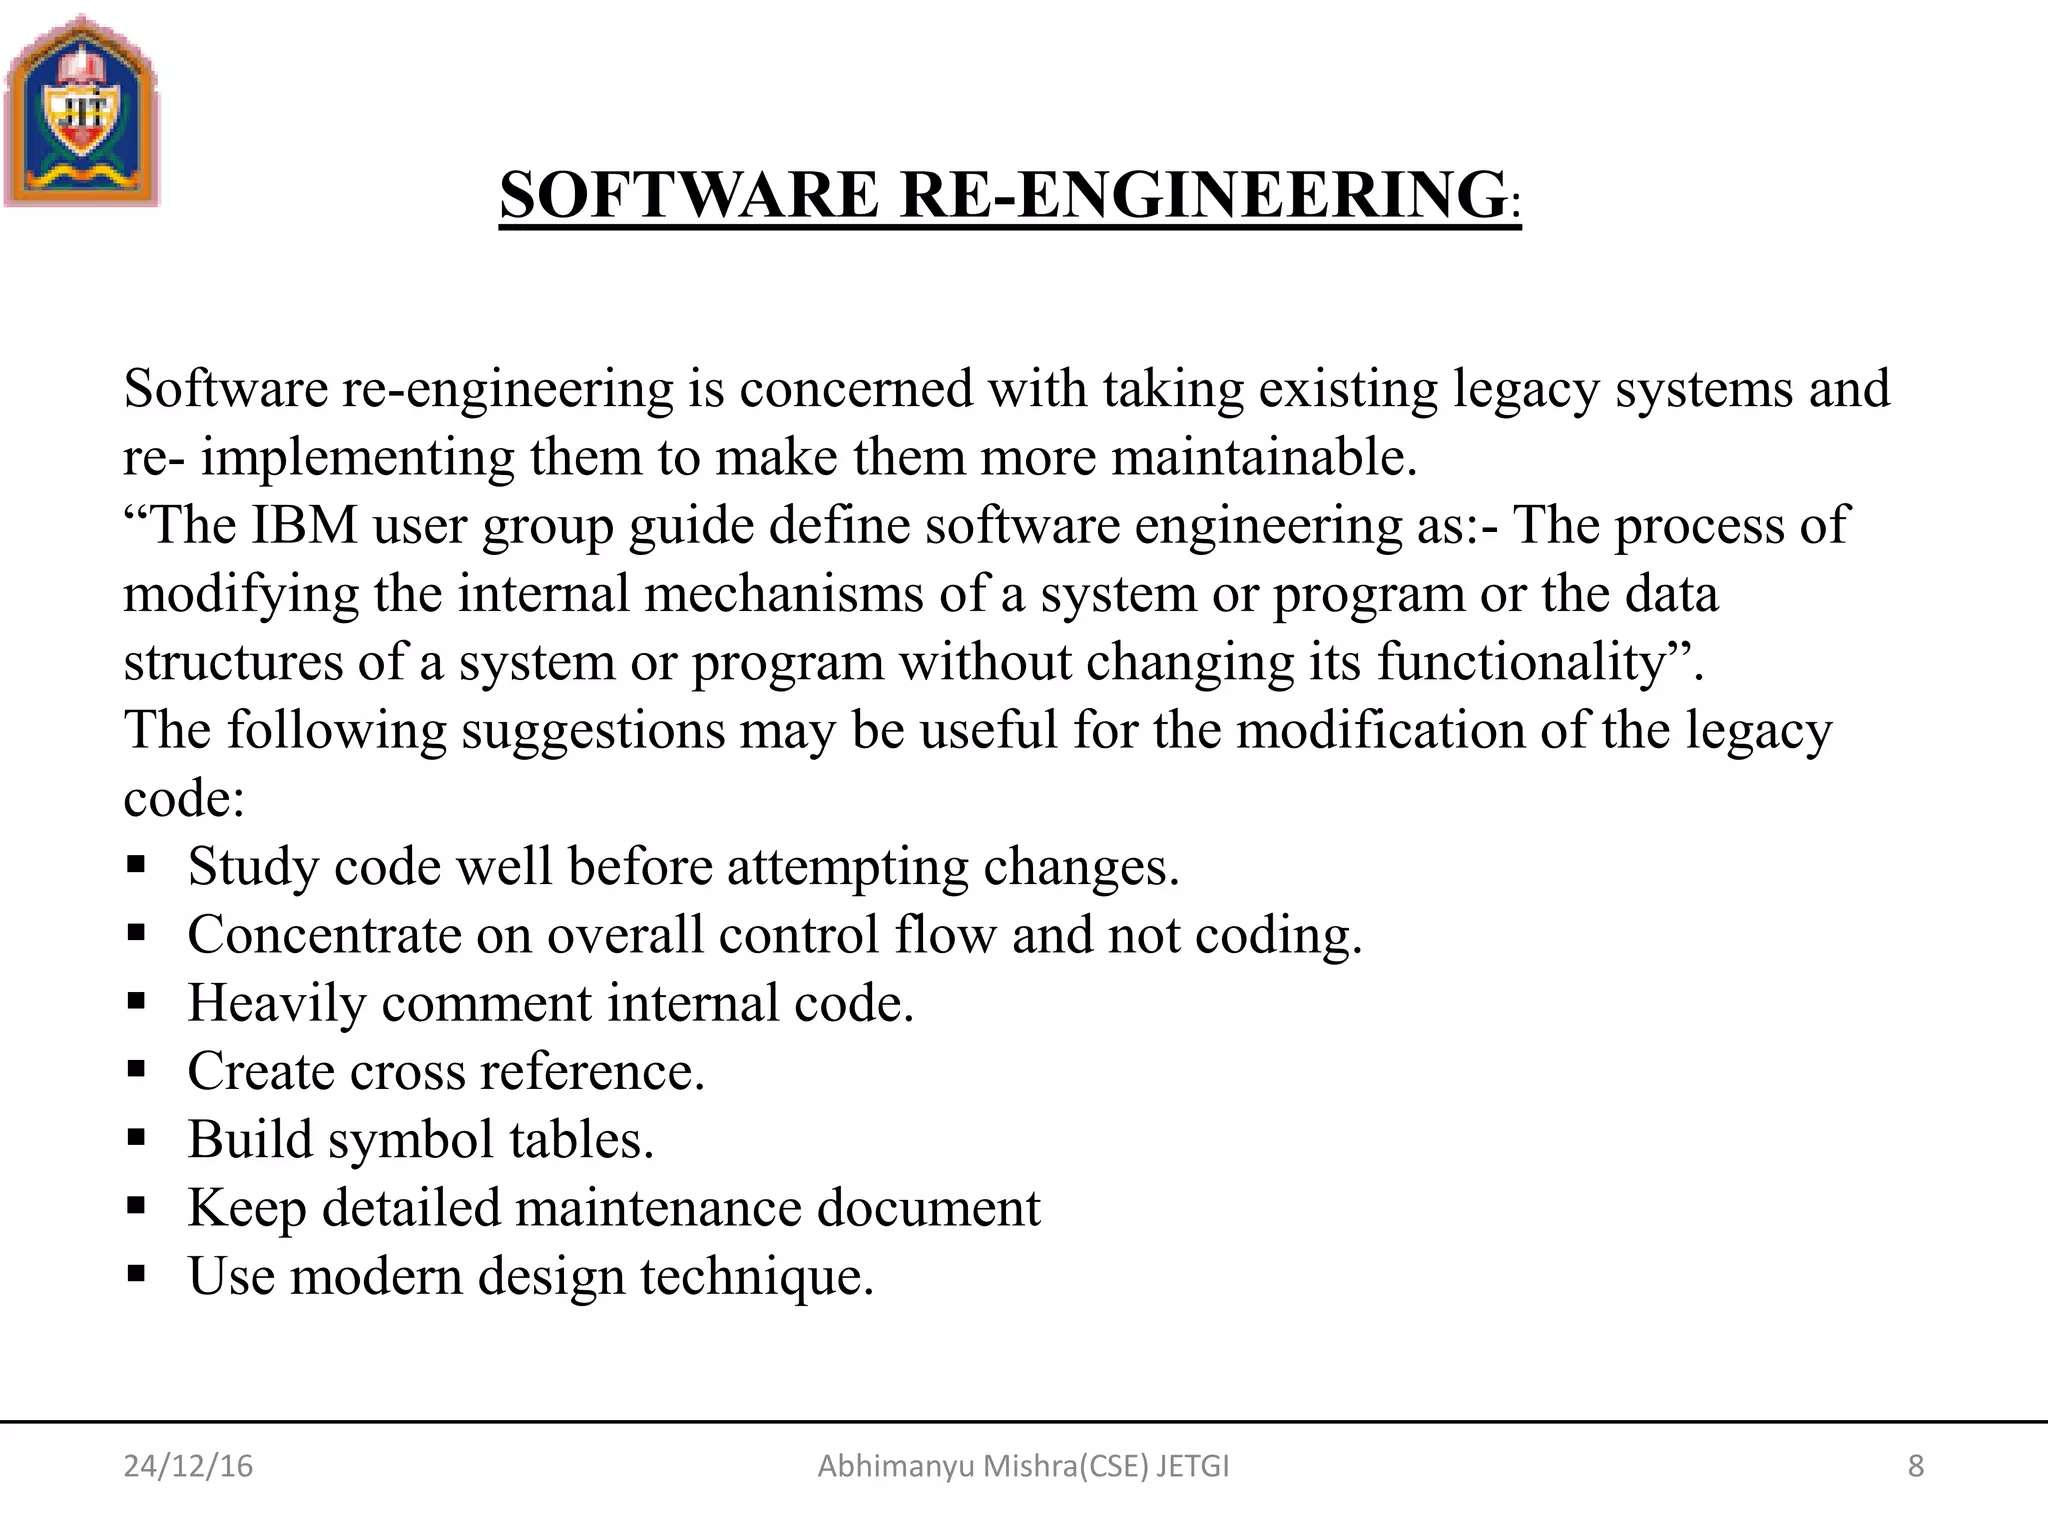 JIT
SOFTWARE RE-ENGINEERING:
Software re-engineering is concerned with taking existing legacy systems and
re- implementing them to make them more maintainable.
“The IBM user group guide define software engineering as:- The process of
modifying the internal mechanisms of a system or program or the data
structures of a system or program without changing its functionality”.
The following suggestions may be useful for the modification of the legacy
code:
▪ Study code well before attempting changes.
▪ Concentrate on overall control flow and not coding.
▪ Heavily comment internal code.
▪ Create cross reference.
▪ Build symbol tables.
▪ Keep detailed maintenance document
▪ Use modern design technique.
24/12/16 Abhimanyu Mishra(CSE) JETGI 8